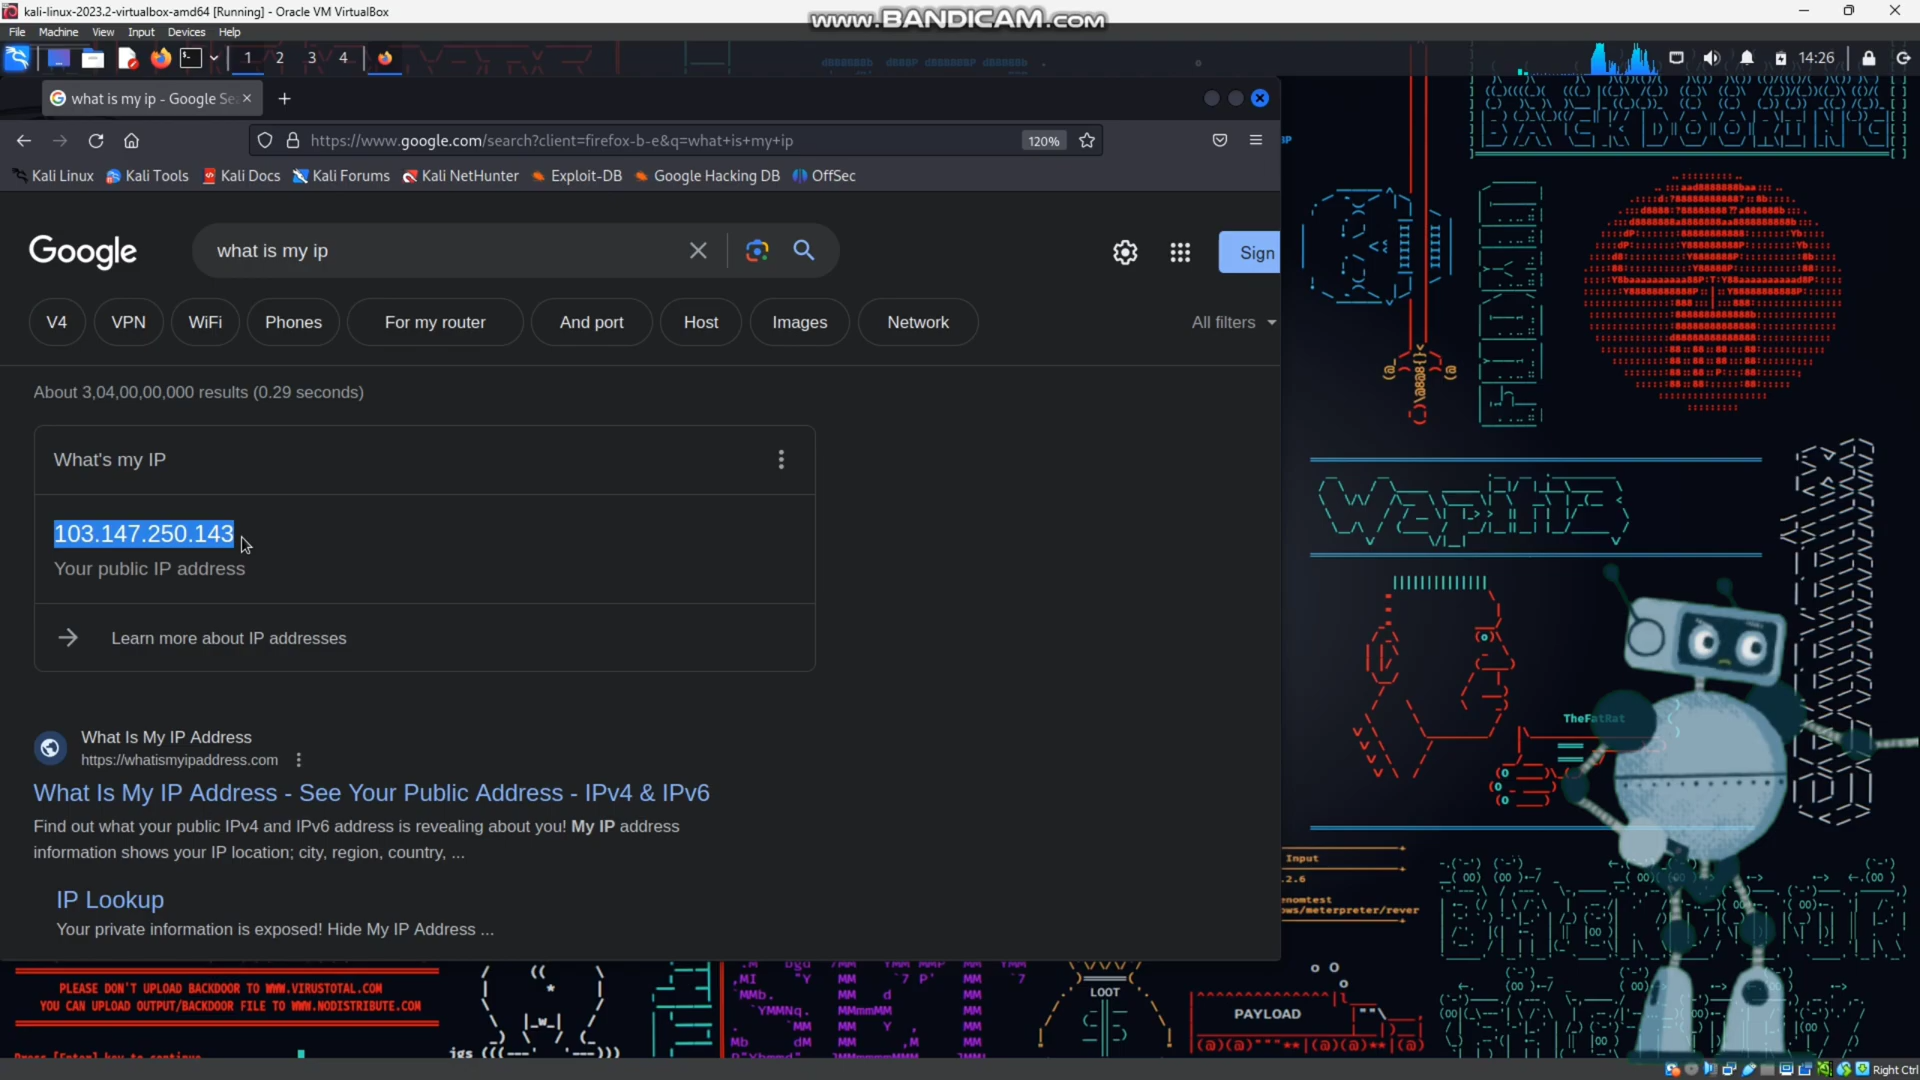 kali-linux-2023.2-virtualbox-amd64 [Running] - Oracle VM VirtualBox
www.BANDICAM.com
File Machine View Input Devices Help
1 2 3 4
14:26
what is my ip - Google Se
https://www.google.com/search?client=firefox-b-e&q=what+is+my+ip
120%
Kali Linux Kali Tools Kali Docs Kali Forums Kali NetHunter Exploit-DB Google Hacking DB OffSec
Google
what is my ip
Sign
V4 VPN WiFi Phones For my router And port Host Images Network
All filters
About 3,04,00,00,000 results (0.29 seconds)
What's my IP
103.147.250.143
Your public IP address
Learn more about IP addresses
What Is My IP Address
https://whatismyipaddress.com
What Is My IP Address - See Your Public Address - IPv4 & IPv6
Find out what your public IPv4 and IPv6 address is revealing about you! My IP address
information shows your IP location; city, region, country, ...
IP Lookup
Your private information is exposed! Hide My IP Address ...
TheFatRat
Input
.2.6
enomtest
ows/meterpreter/rever
PLEASE DON'T UPLOAD BACKDOOR TO WWW.VIRUSTOTAL.COM
YOU CAN UPLOAD OUTPUT/BACKDOOR FILE TO WWW.NODISTRIBUTE.COM
LOOT
PAYLOAD
Right Ctrl